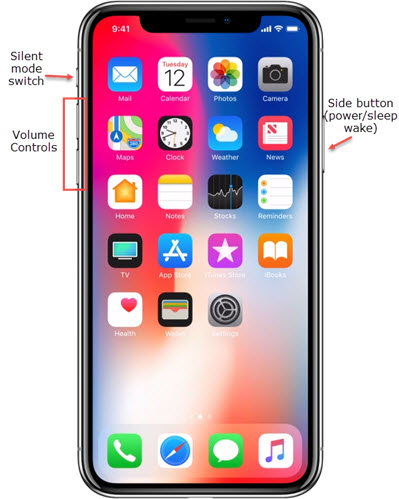 9:41
Silent
mode
switch
TUESDAY
12
Mail Calendar Photos Camera
Side button
(power/sleep
wake)
Volume
Controls
Maps Clock Weather News
Home Notes Stocks Reminders
TV App Store iTunes Store iBooks
Health Wallet Settings